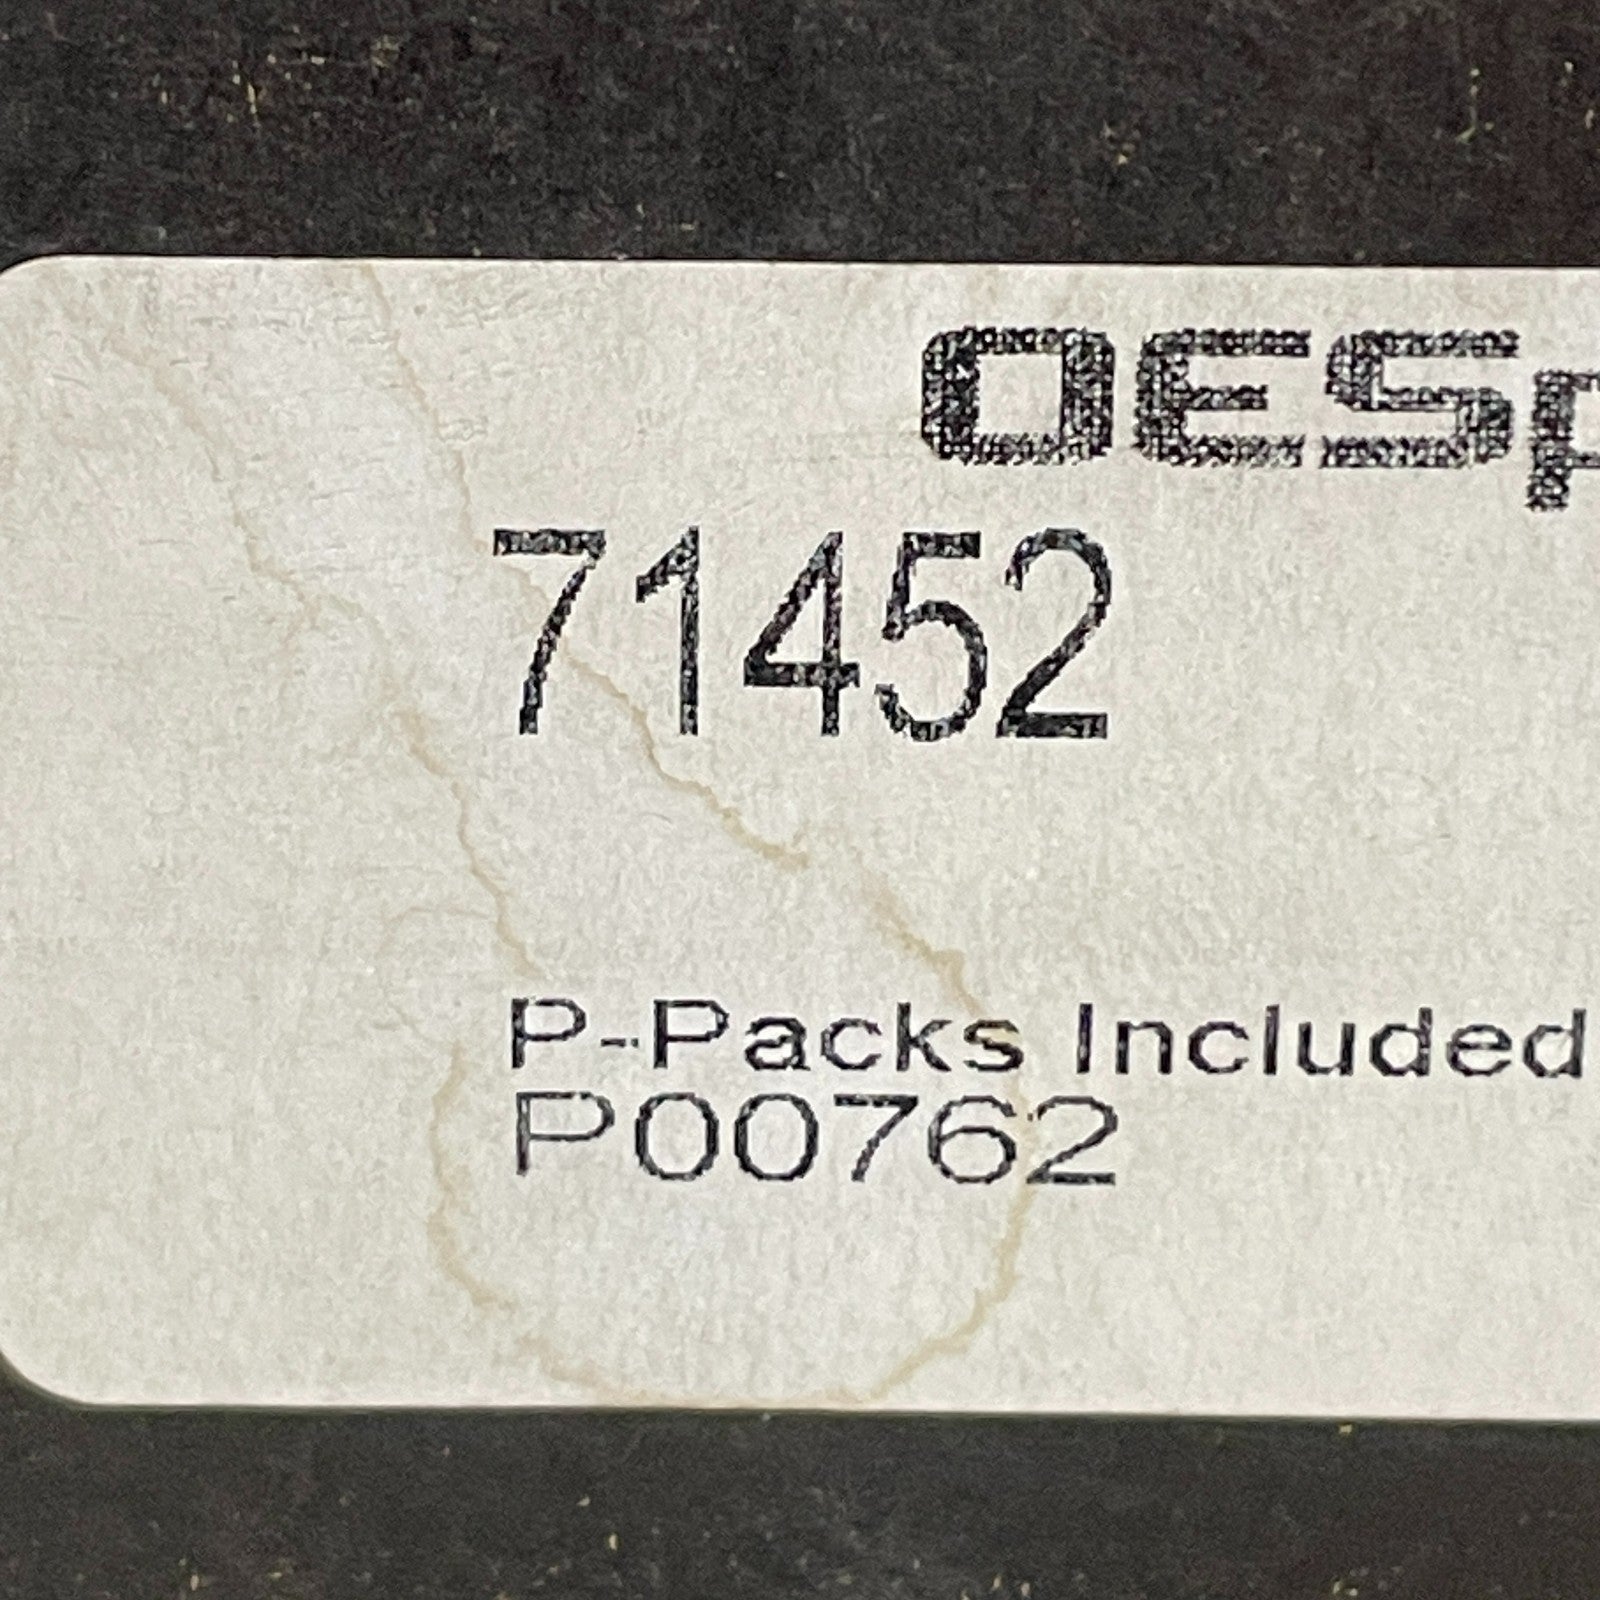 OESp
71452
P-Packs Included
P00762